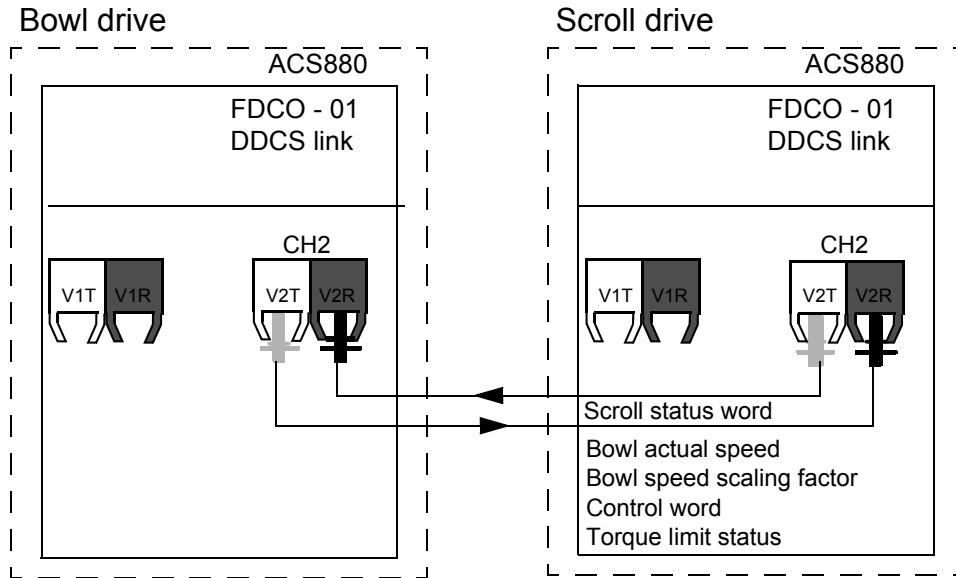 Bowl drive
ACS880
FDCO - 01
DDCS link
CH2
V1T V1R V2T V2R
Scroll drive
ACS880
FDCO - 01
DDCS link
CH2
V1T V1R V2T V2R
Scroll status word
Bowl actual speed
Bowl speed scaling factor
Control word
Torque limit status